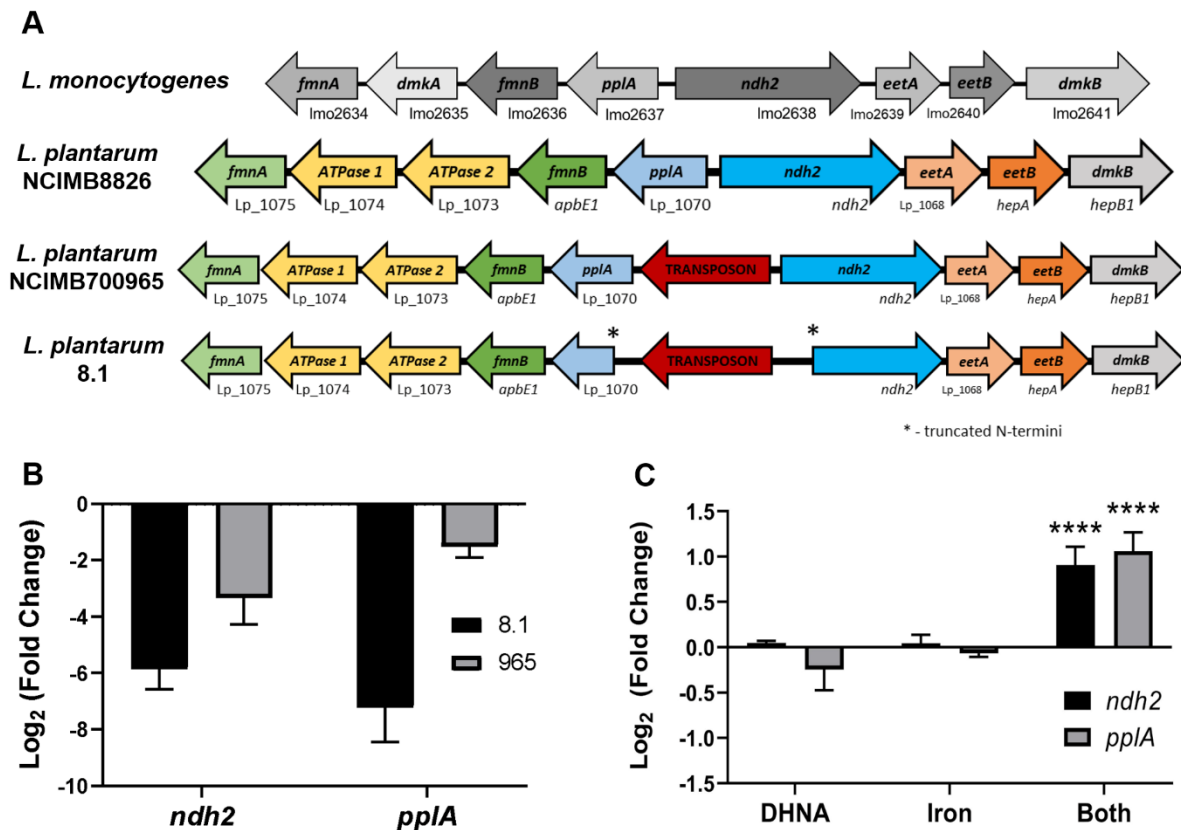 A
L. monocytogenes
fmnA dmkA fmnB pplA ndh2 eetA eetB dmkB
lmo2634 lmo2635 lmo2636 lmo2637 lmo2638 lmo2639 lmo2640 lmo2641
L. plantarum
NCIMB8826
fmnA ATPase 1 ATPase 2 fmnB pplA ndh2 eetA eetB dmkB
Lp_1075 Lp_1074 Lp_1073 apbE1 Lp_1070 ndh2 Lp_1068 hepA hepB1
L. plantarum
NCIMB700965
fmnA ATPase 1 ATPase 2 fmnB pplA TRANSPOSON ndh2 eetA eetB dmkB
Lp_1075 Lp_1074 Lp_1073 apbE1 Lp_1070 ndh2 Lp_1068 hepA hepB1
L. plantarum
8.1
* *
fmnA ATPase 1 ATPase 2 fmnB pplA TRANSPOSON ndh2 eetA eetB dmkB
Lp_1075 Lp_1074 Lp_1073 apbE1 Lp_1070 ndh2 Lp_1068 hepA hepB1
* - truncated N-termini
B
Log2 (Fold Change)
0
-2
-4
-6
-8
-10
8.1
965
ndh2 pplA
C
Log2 (Fold Change)
1.5
1.0
0.5
0.0
-0.5
-1.0
-1.5
**** ****
ndh2
pplA
DHNA Iron Both